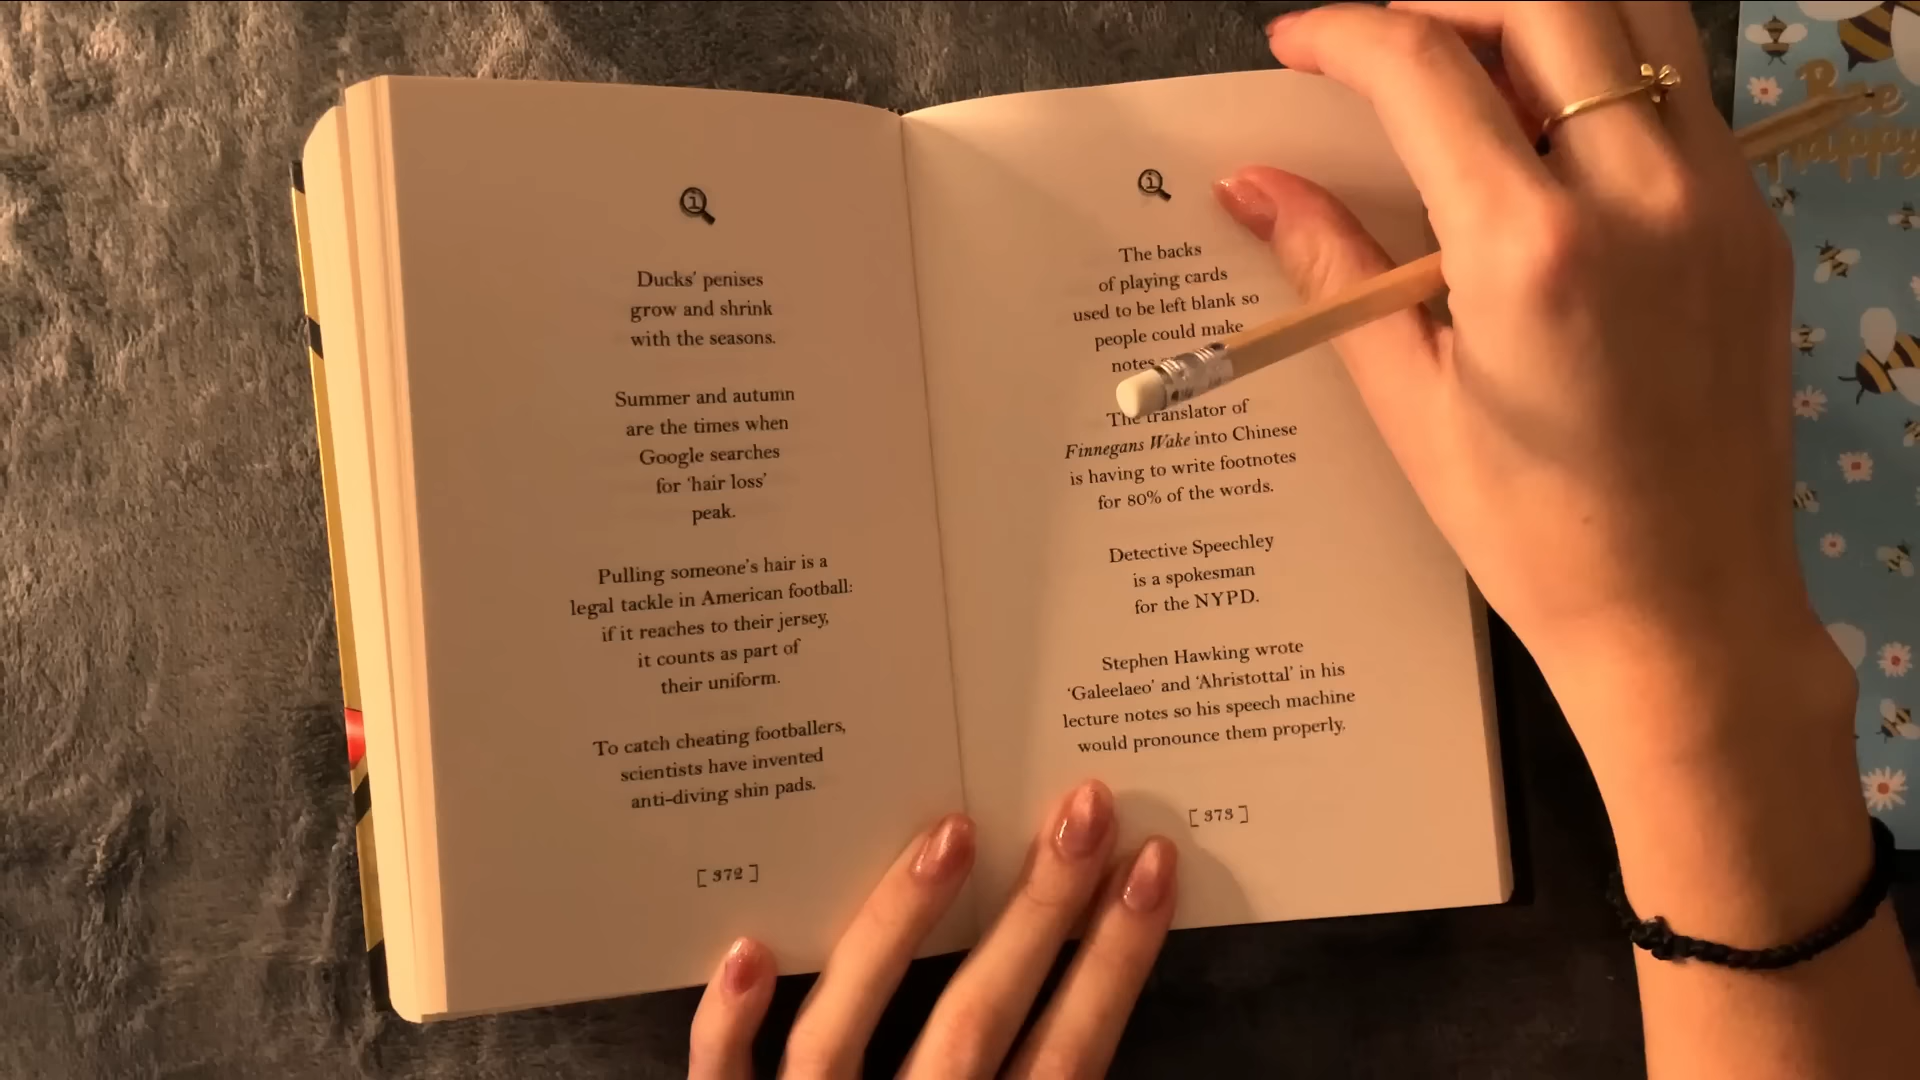 Ducks' penises
grow and shrink
with the seasons.
Summer and autumn
are the times when
Google searches
for 'hair loss'
peak.
Pulling someone's hair is a
legal tackle in American football:
if it reaches to their jersey,
it counts as part of
their uniform.
To catch cheating footballers,
scientists have invented
anti-diving shin pads.
[ 372 ]
The backs
of playing cards
used to be left blank so
people could make
notes
The translator of
Finnegans Wake into Chinese
is having to write footnotes
for 80% of the words.
Detective Speechley
is a spokesman
for the NYPD.
Stephen Hawking wrote
'Galeelaeo' and 'Ahristottal' in his
lecture notes so his speech machine
would pronounce them properly.
[ 373 ]
Bee
Happy